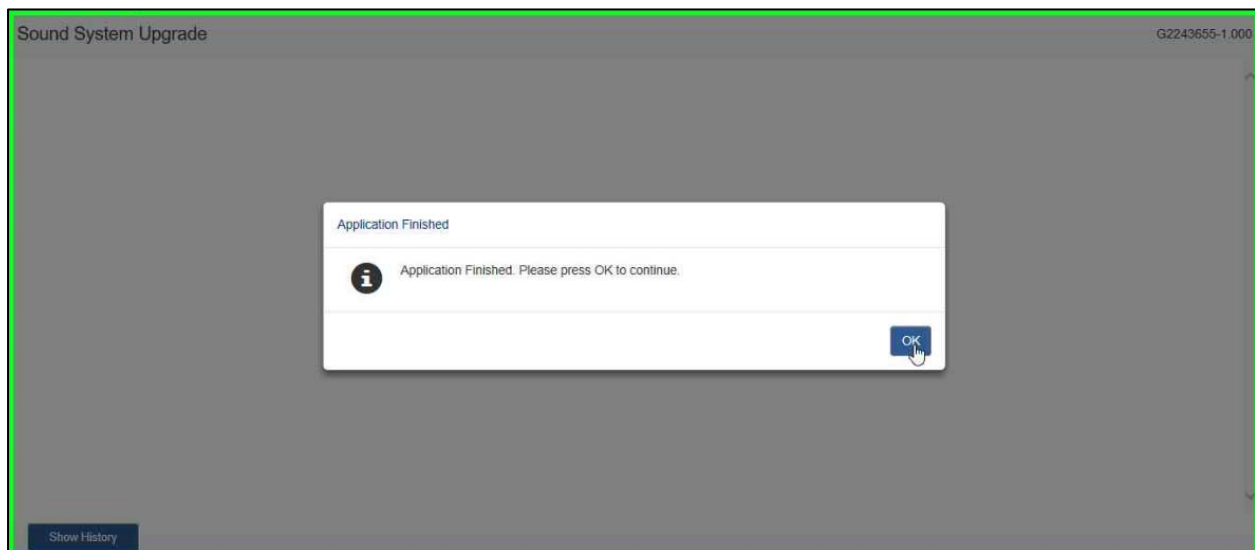 Sound System Upgrade
G2243655-1.000
Application Finished
Application Finished. Please press OK to continue.
OK
Show History